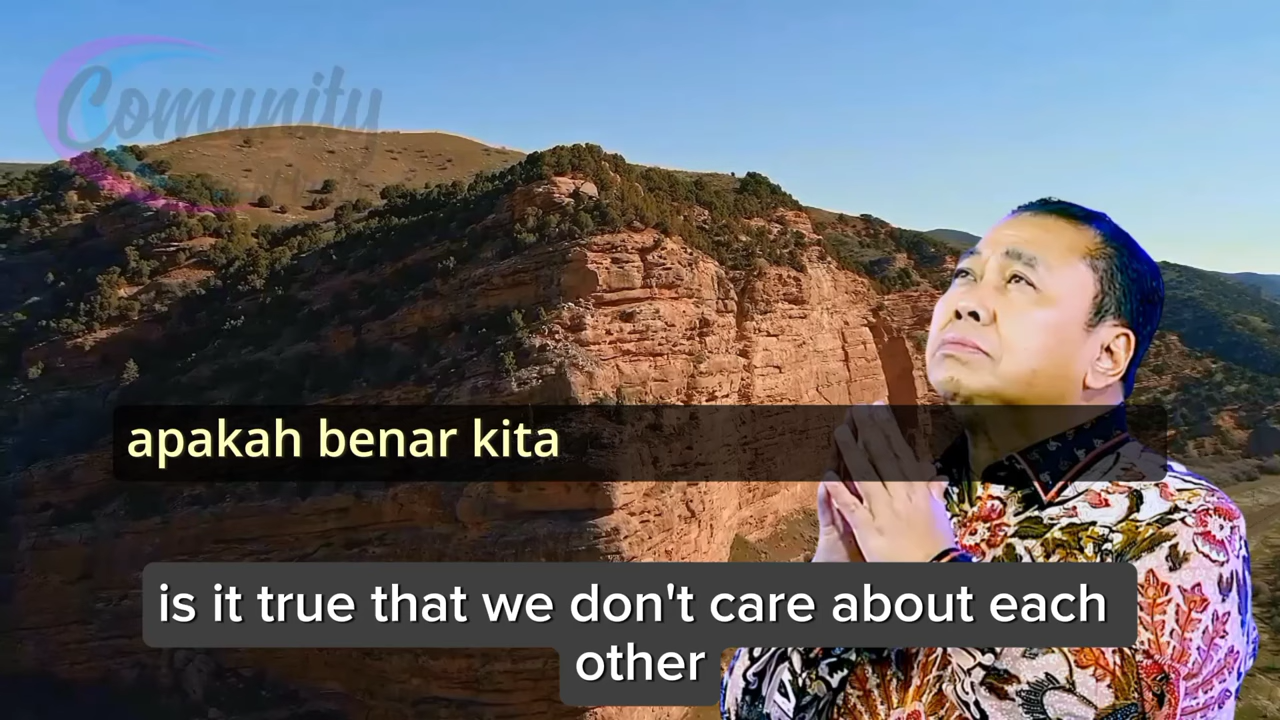 Comunity
apakah benar kita
is it true that we don't care about each
other